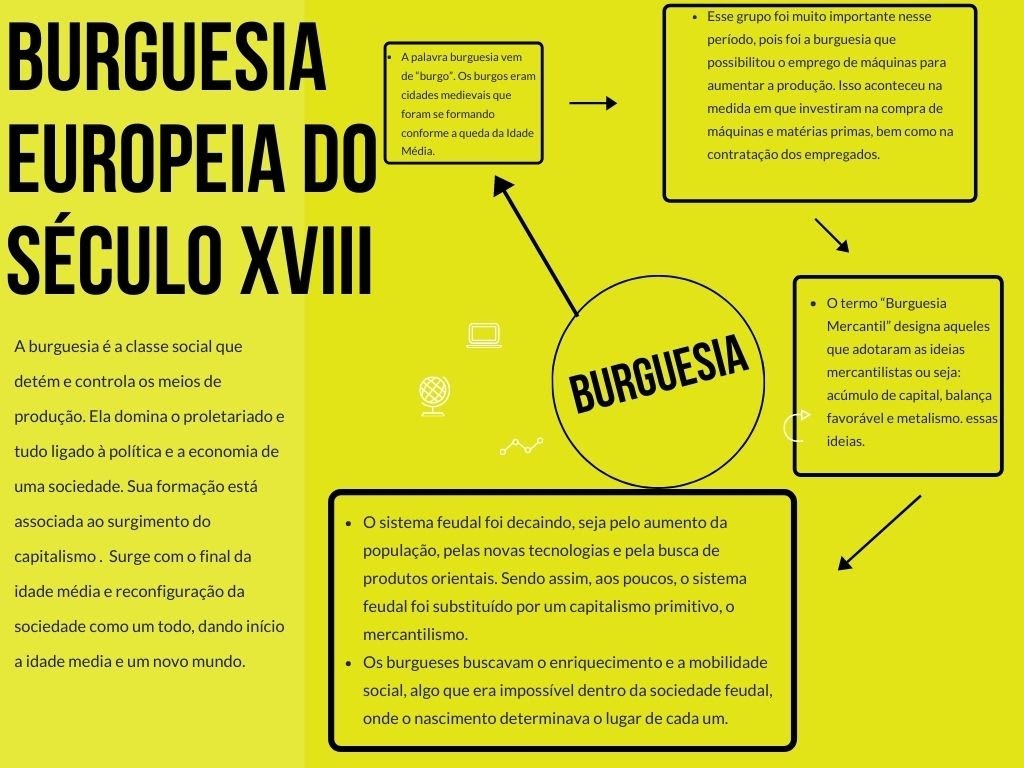 BURGUESIA
EUROPEIA DO
SÉCULO XVIII
A burguesia é a classe social que
detém e controla os meios de
produção. Ela domina o proletariado e
tudo ligado à política e a economia de
uma sociedade. Sua formação está
associada ao surgimento do
capitalismo .  Surge com o final da
idade média e reconfiguração da
sociedade como um todo, dando início
a idade media e um novo mundo.
• A palavra burguesia vem
de “burgo”. Os burgos eram
cidades medievais que
foram se formando
conforme a queda da Idade
Média.
• Esse grupo foi muito importante nesse
período, pois foi a burguesia que
possibilitou o emprego de máquinas para
aumentar a produção. Isso aconteceu na
medida em que investiram na compra de
máquinas e matérias primas, bem como na
contratação dos empregados.
• O termo “Burguesia
Mercantil” designa aqueles
que adotaram as ideias
mercantilistas ou seja:
acúmulo de capital, balança
favorável e metalismo. essas
ideias.
BURGUESIA
• O sistema feudal foi decaindo, seja pelo aumento da
população, pelas novas tecnologias e pela busca de
produtos orientais. Sendo assim, aos poucos, o sistema
feudal foi substituído por um capitalismo primitivo, o
mercantilismo.
• Os burgueses buscavam o enriquecimento e a mobilidade
social, algo que era impossível dentro da sociedade feudal,
onde o nascimento determinava o lugar de cada um.